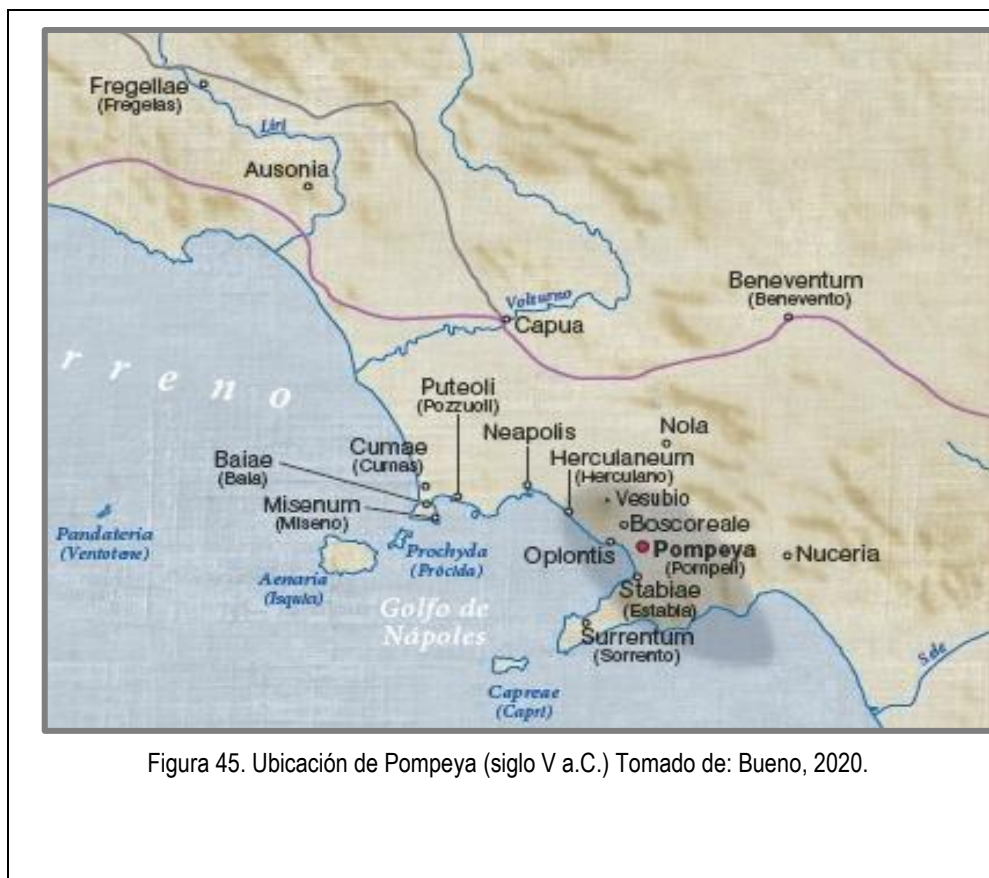 Fregellae
(Fregelas)
Liri
Ausonia
Beneventum
(Benevento)
Volturno
Capua
rreno
Puteoli
(Pozzuoli)
Neapolis
Nola
Cumae
(Cumas)
Herculaneum
(Herculano)
Baiae
(Baia)
Vesubio
Misenum
(Miseno)
Boscoreale
Pandateria
(Ventotene)
Prochyda
(Prócida)
Oplontis
Pompeya
(Pompeii)
Nuceria
Aenaria
(Isquia)
Stabiae
(Estabia)
Golfo de
Nápoles
Surrentum
(Sorrento)
Sele
Capreae
(Capri)
Figura 45. Ubicación de Pompeya (siglo V a.C.) Tomado de: Bueno, 2020.